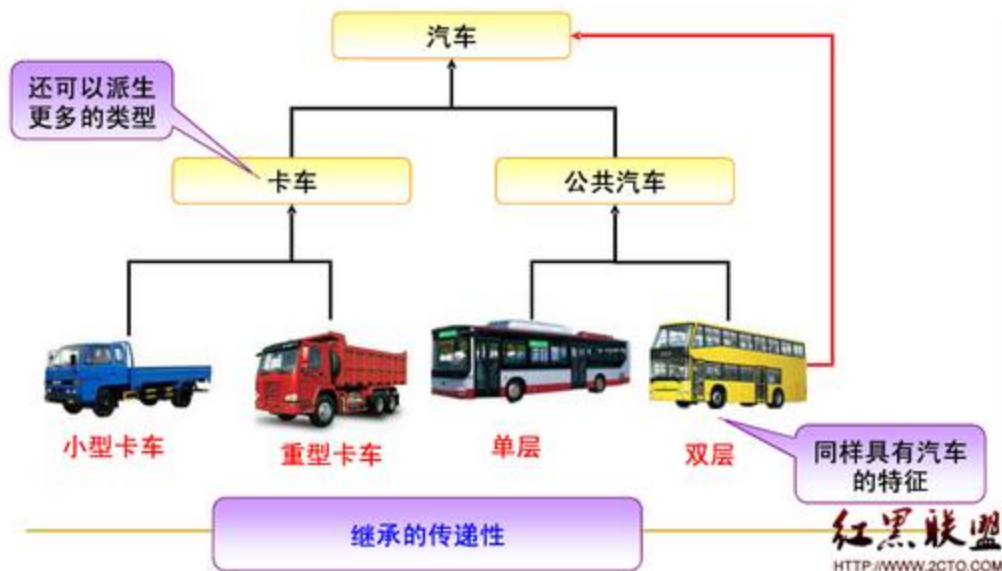 汽车
还可以派生
更多的类型
卡车
公共汽车
小型卡车
重型卡车
单层
双层
同样具有汽车
的特征
继承的传递性
红黑联盟
HTTP://WWW.2CTO.COM